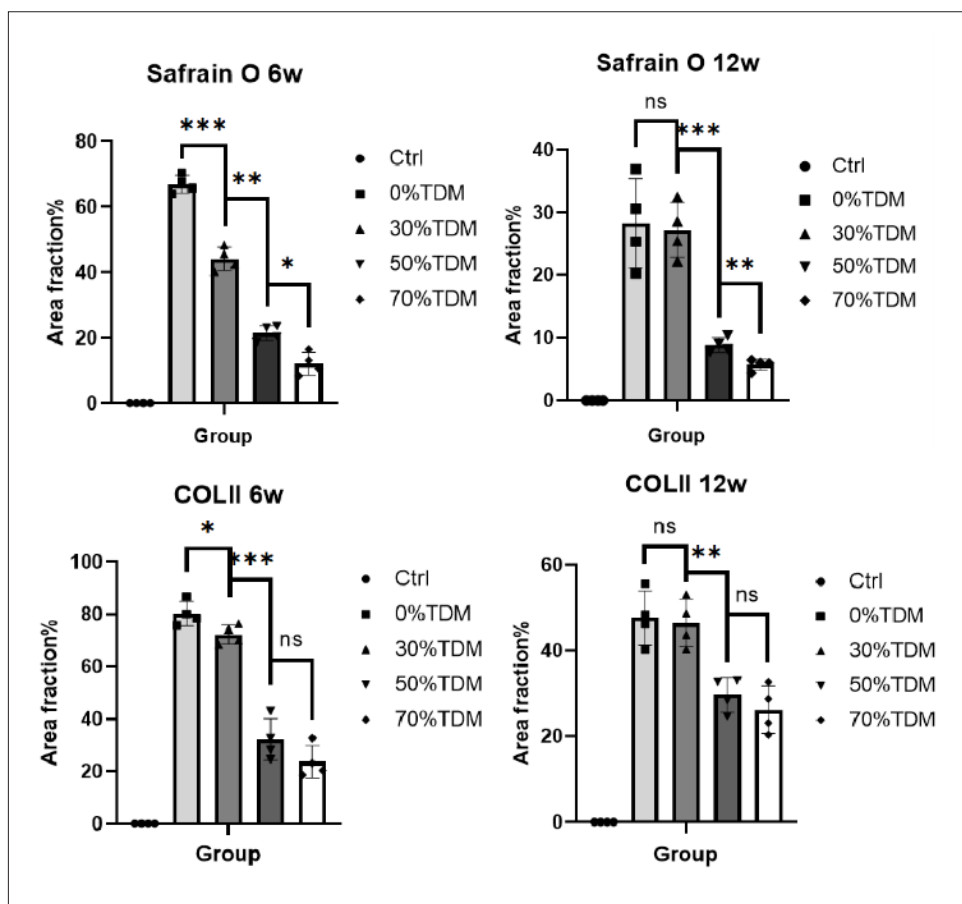 Safrain O 6w
***
**
*
80
60
40
20
0
Area fraction%
Group
Ctrl
0%TDM
30%TDM
50%TDM
70%TDM
Safrain O 12w
ns
***
**
40
30
20
10
0
Area fraction%
Group
Ctrl
0%TDM
30%TDM
50%TDM
70%TDM
COLII 6w
*
***
ns
100
80
60
40
20
0
Area fraction%
Group
Ctrl
0%TDM
30%TDM
50%TDM
70%TDM
COLII 12w
ns
**
ns
60
40
20
0
Area fraction%
Group
Ctrl
0%TDM
30%TDM
50%TDM
70%TDM